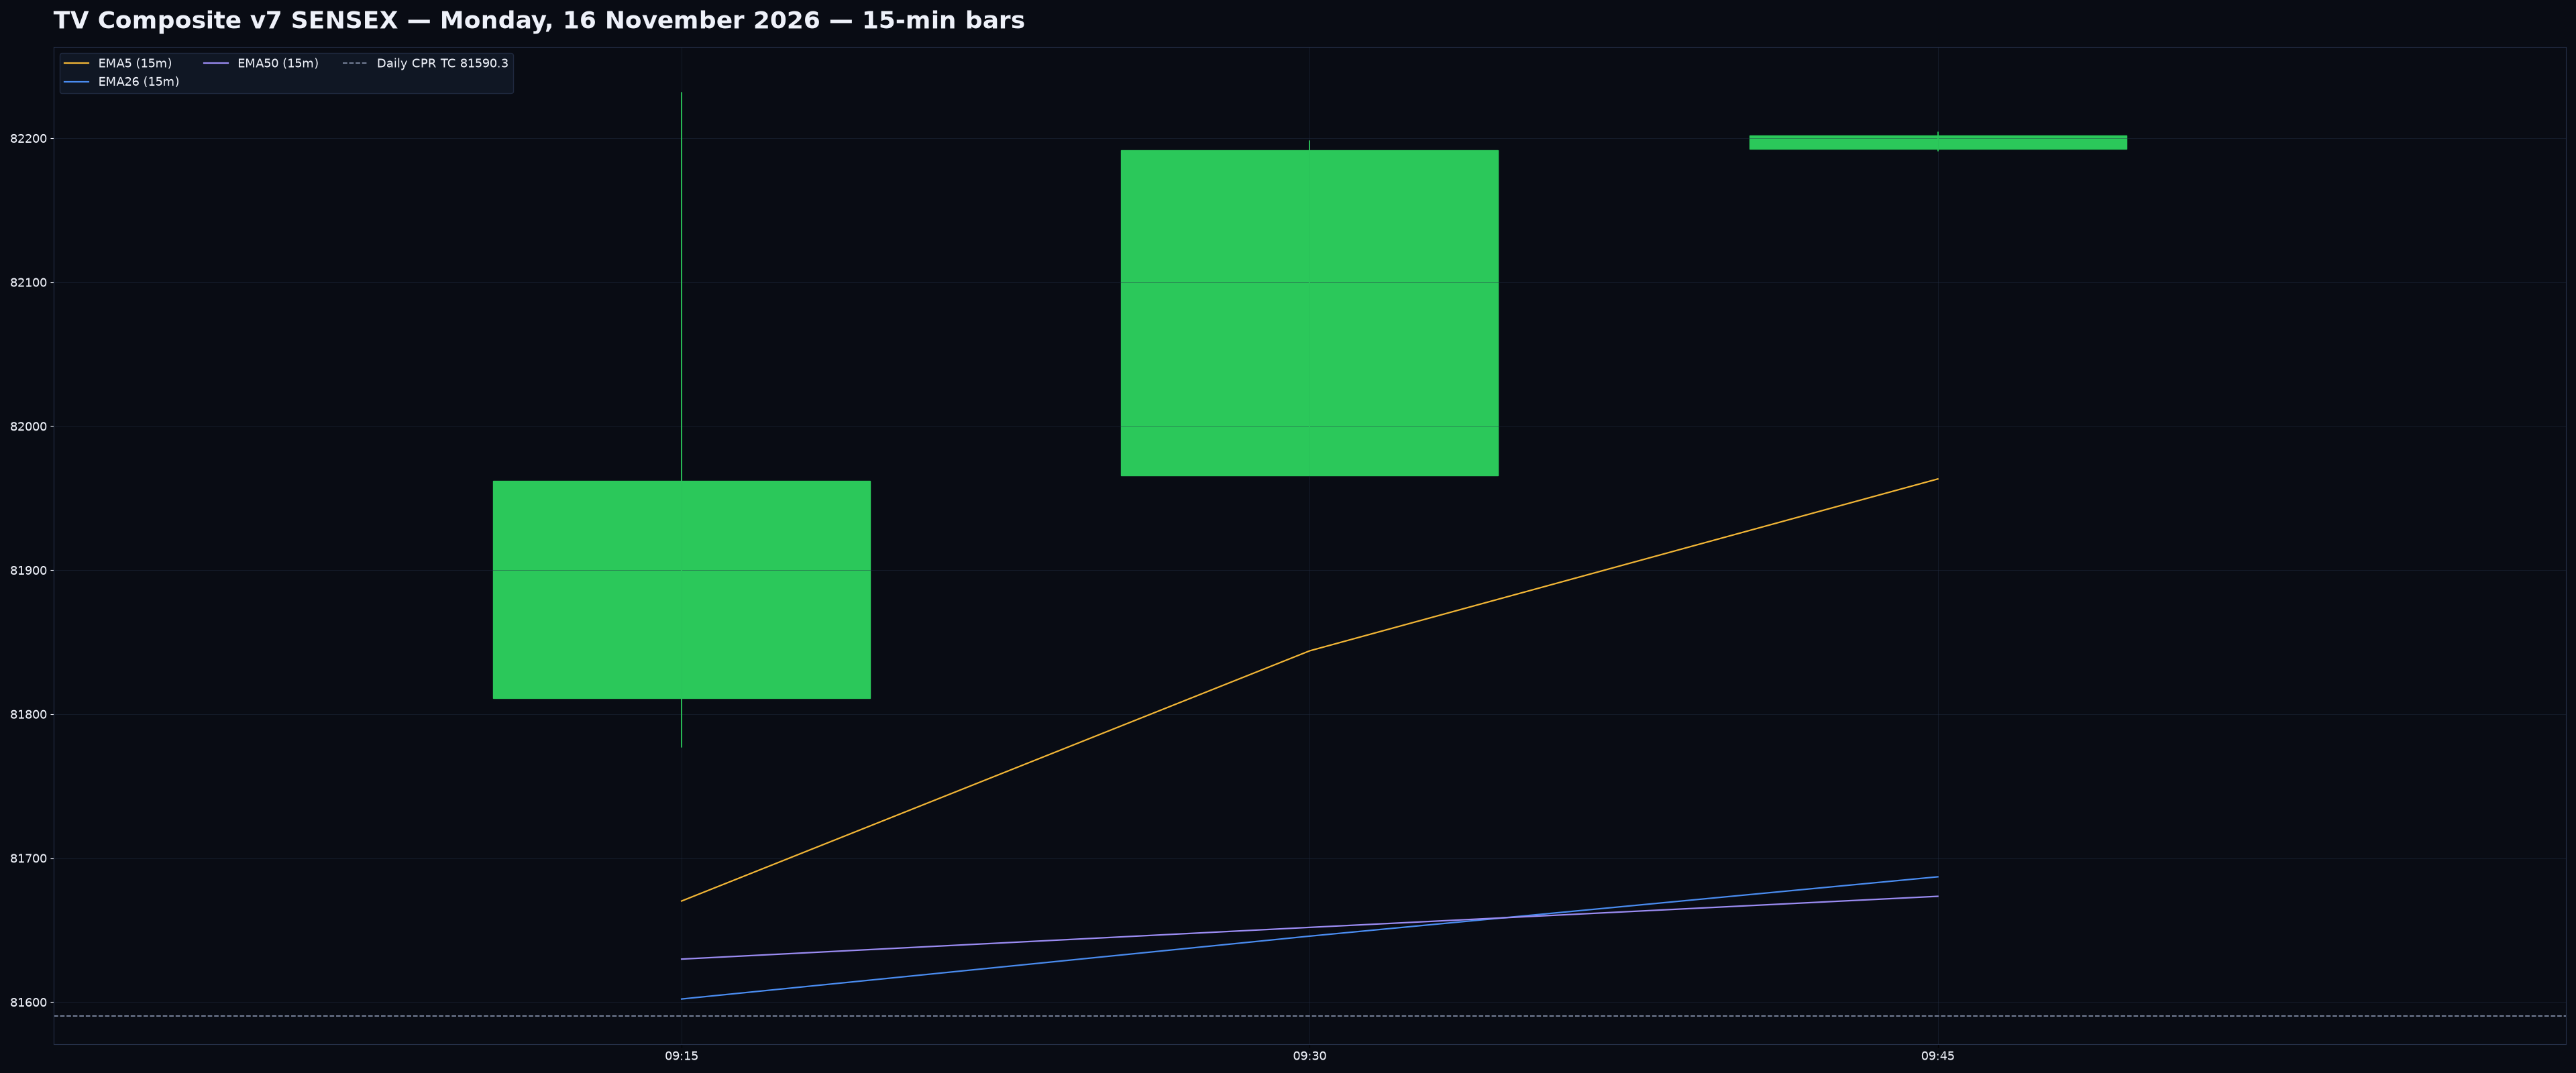 TV Composite v7 SENSEX — Monday, 16 November 2026 — 15-min bars
EMA5 (15m) EMA50 (15m) Daily CPR TC 81590.3
EMA26 (15m)
82200
82100
82000
81900
81800
81700
81600
09:15 09:30 09:45